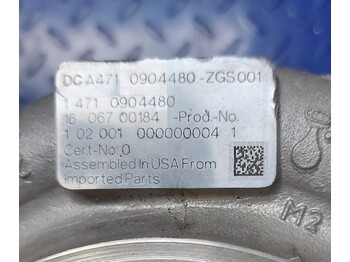 DC A471 0904480-ZGS001
1 471 0904480
16 067 00184 -Prod.-No.
1 02 001 000000004 1
Cert-No: 0
Assembled In USA From
Imported Parts
M2